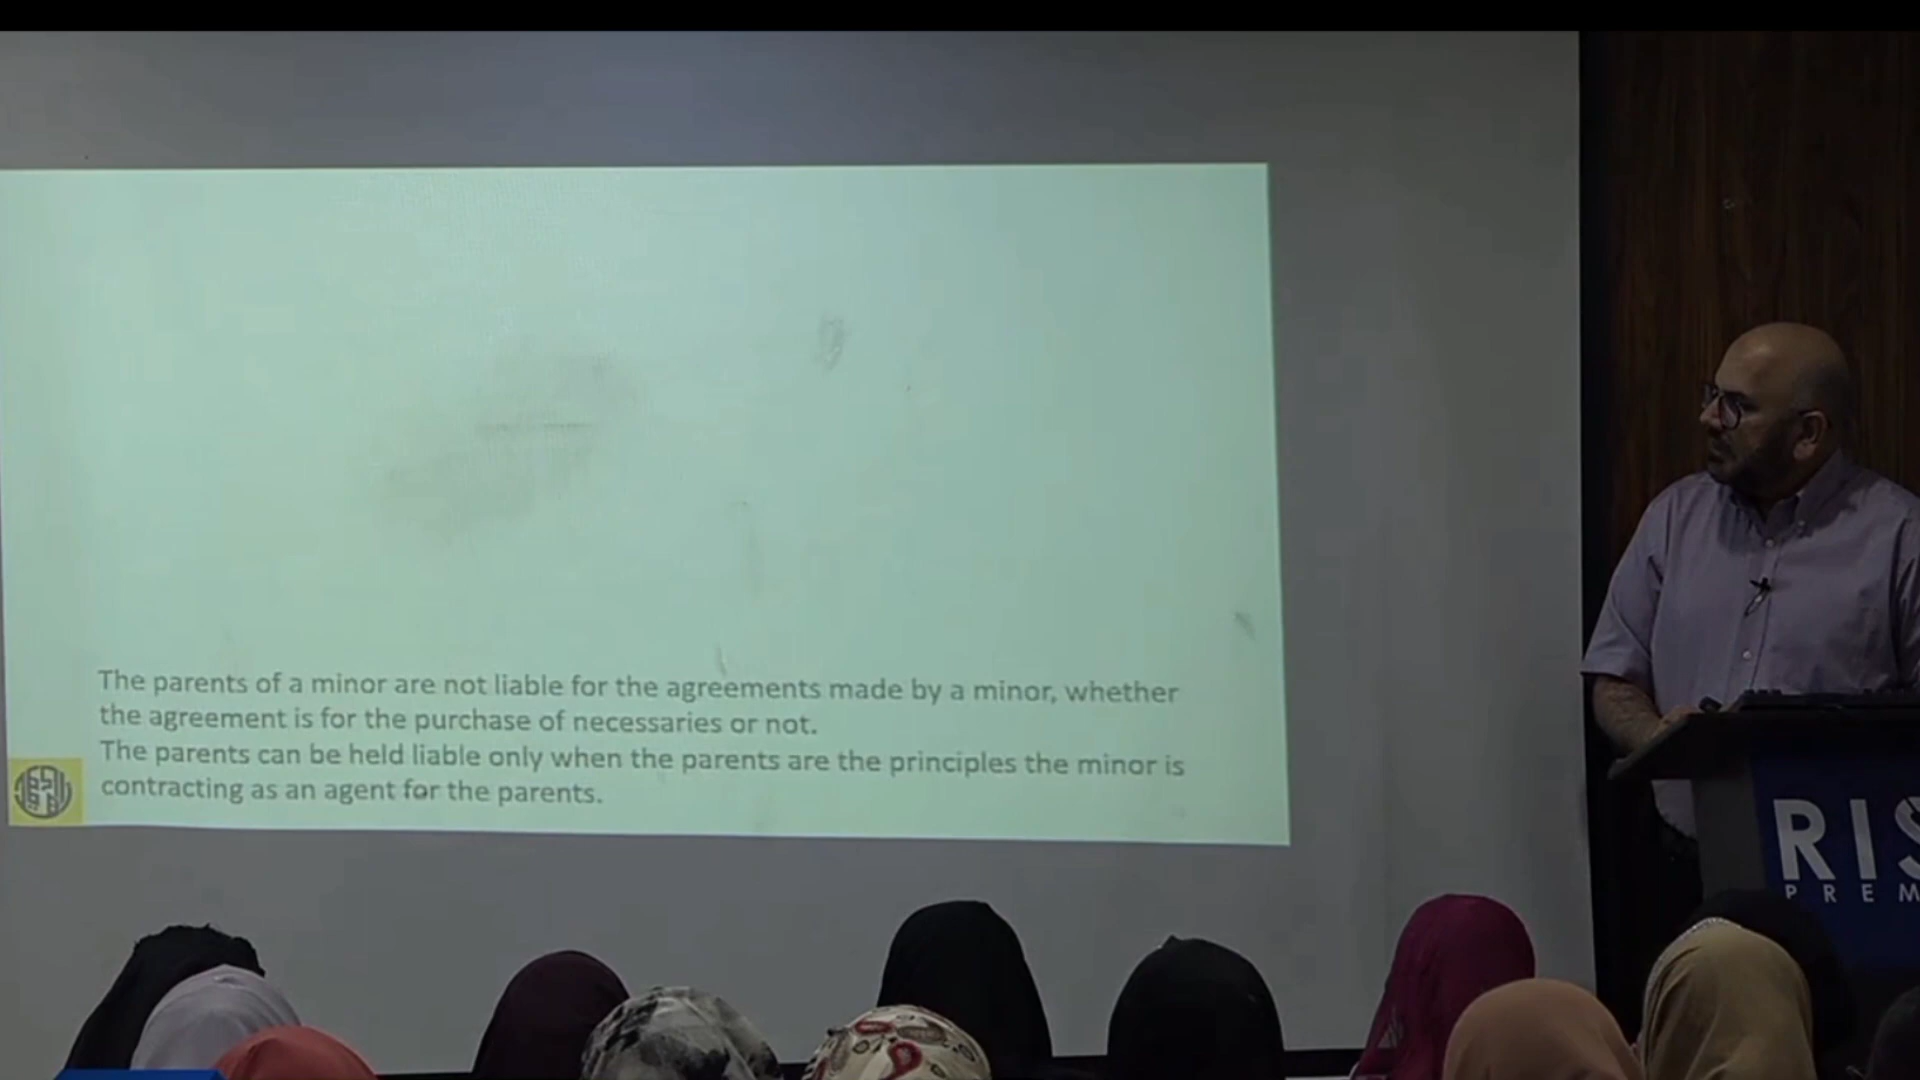 The parents of a minor are not liable for the agreements made by a minor, whether
the agreement is for the purchase of necessaries or not.
The parents can be held liable only when the parents are the principles the minor is
contracting as an agent for the parents.
RIS
PREM